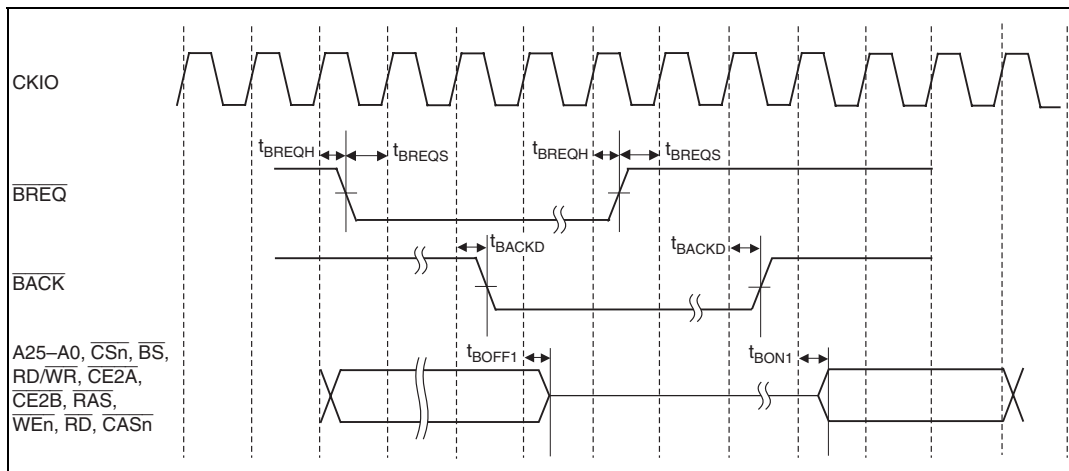 CKIO
tBREQH tBREQS tBREQH tBREQS
BREQ
tBACKD tBACKD
BACK
A25–A0, CSn, BS,
RD/WR, CE2A,
CE2B, RAS,
WEn, RD, CASn
tBOFF1 tBON1